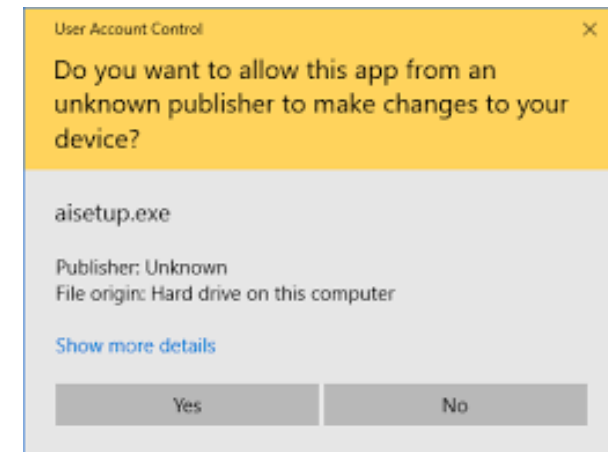 User Account Control
Do you want to allow this app from an
unknown publisher to make changes to your
device?
aisetup.exe
Publisher: Unknown
File origin: Hard drive on this computer
Show more details
Yes
No